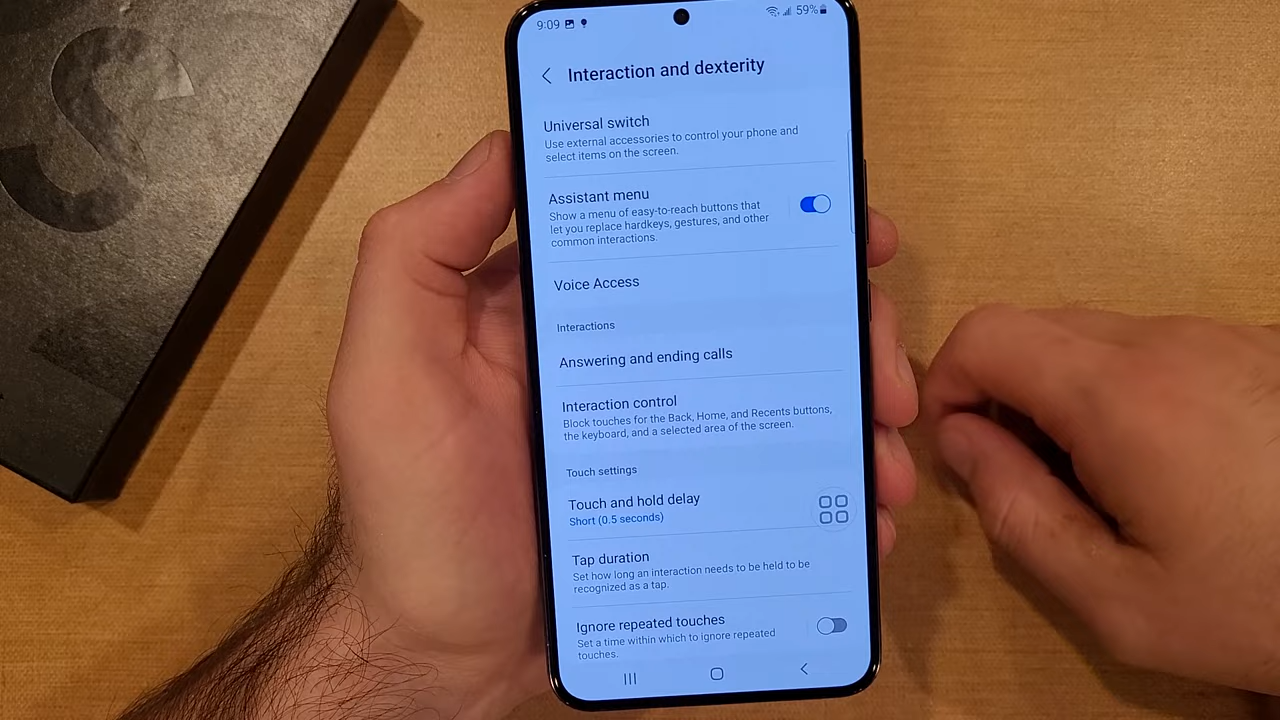 9:09
59%
Interaction and dexterity
Universal switch
Use external accessories to control your phone and
select items on the screen.
Assistant menu
Show a menu of easy-to-reach buttons that
let you replace hardkeys, gestures, and other
common interactions.
Voice Access
Interactions
Answering and ending calls
Interaction control
Block touches for the Back, Home, and Recents buttons,
the keyboard, and a selected area of the screen.
Touch settings
Touch and hold delay
Short (0.5 seconds)
Tap duration
Set how long an interaction needs to be held to be
recognized as a tap.
Ignore repeated touches
Set a time within which to ignore repeated
touches.
S